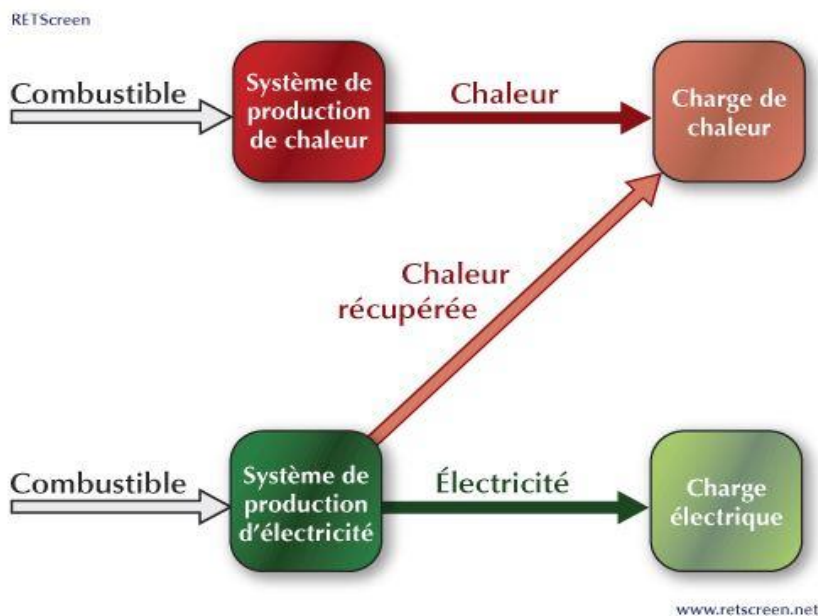 RETScreen
Combustible
Système de
production
de chaleur
Chaleur
Charge de
chaleur
Chaleur
récupérée
Combustible
Système de
production
d'électricité
Électricité
Charge
électrique
www.retscreen.net